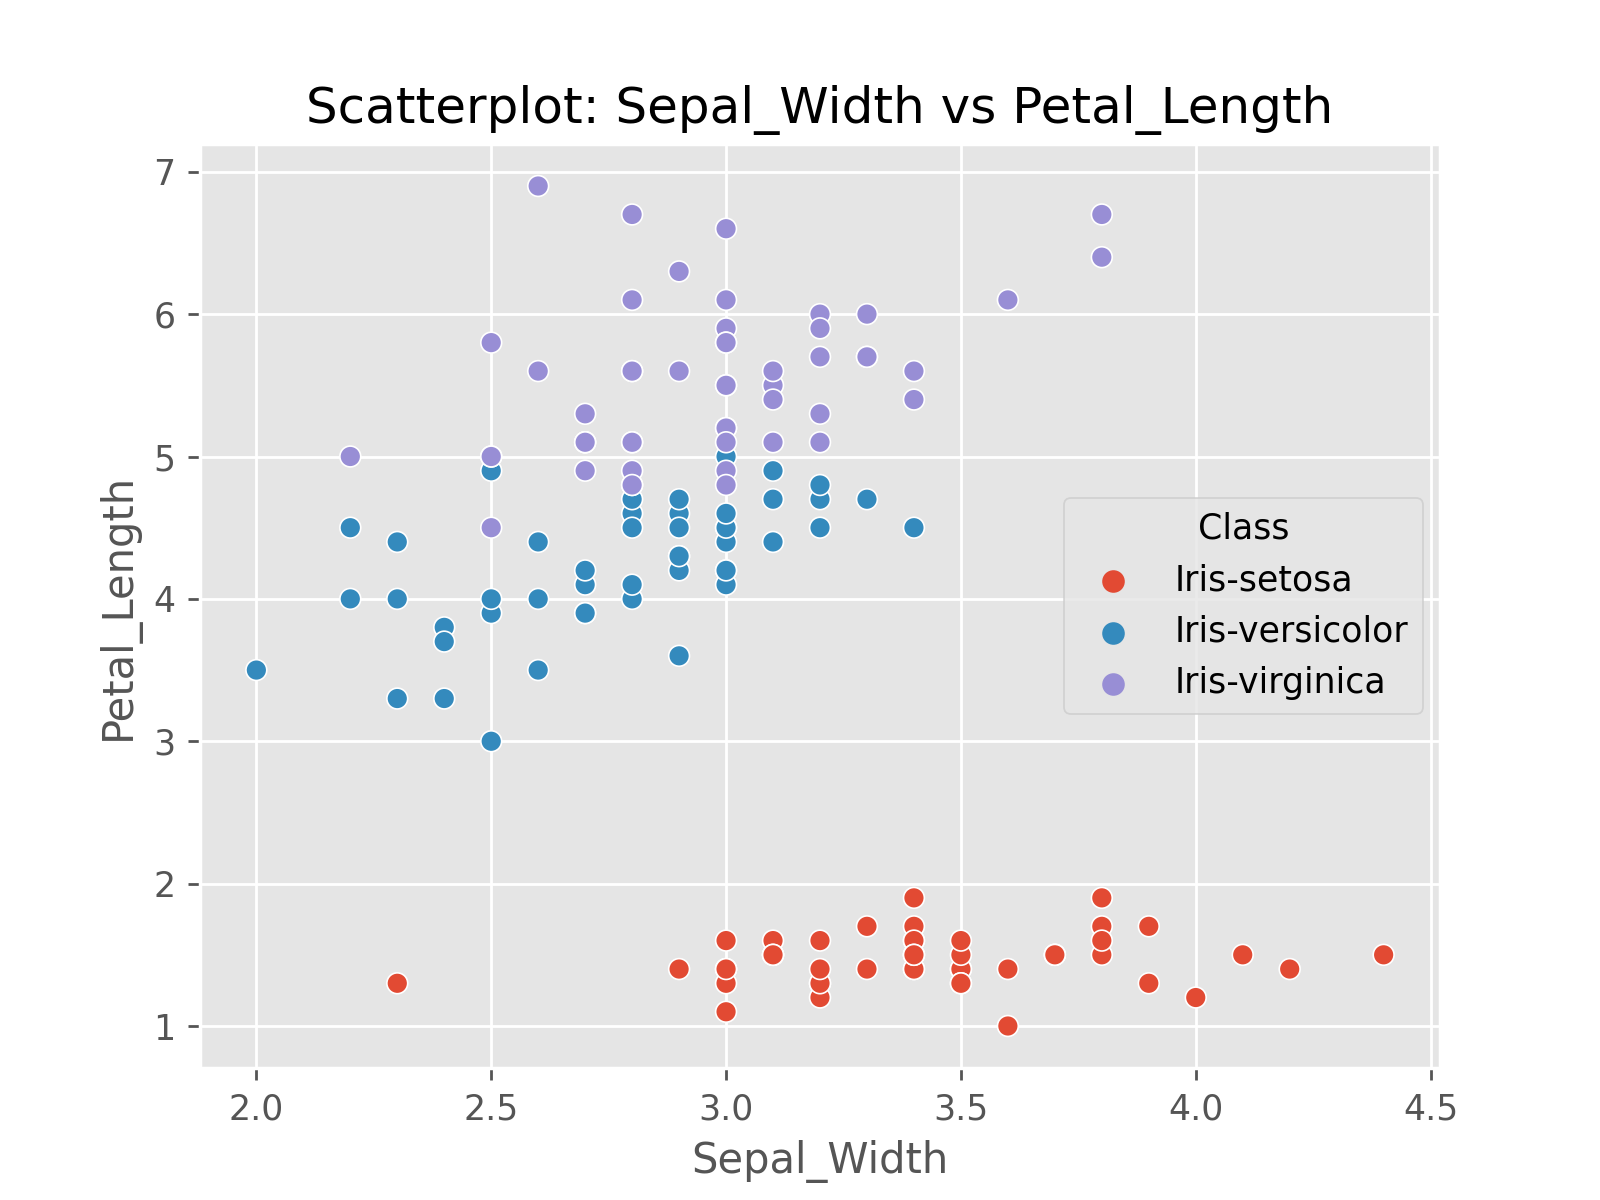 Scatterplot: Sepal_Width vs Petal_Length
7
6
5
4
3
2
1
Petal_Length
Class
Iris-setosa
Iris-versicolor
Iris-virginica
2.0 2.5 3.0 3.5 4.0 4.5
Sepal_Width